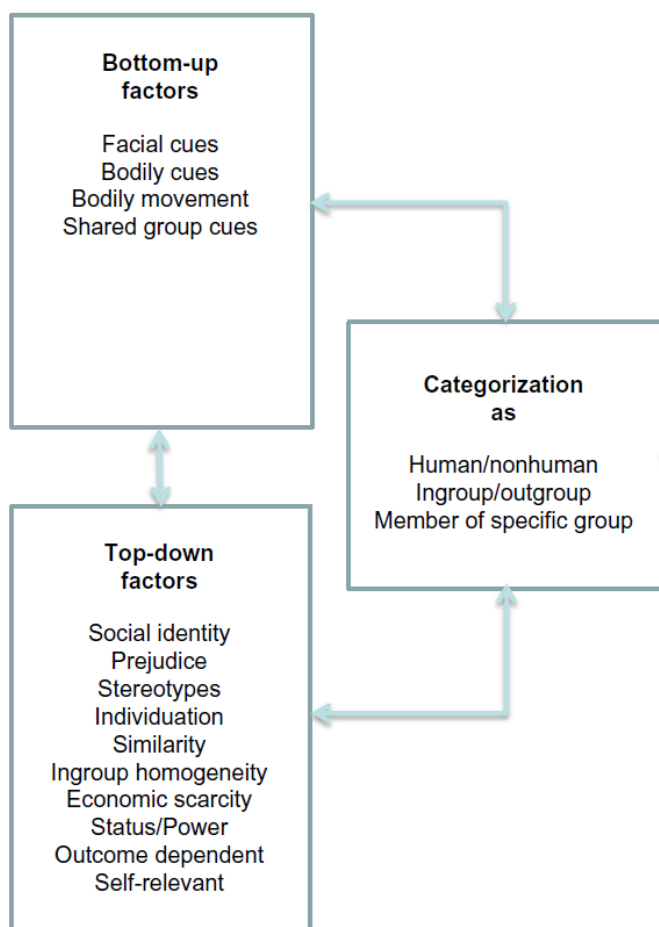 Bottom-up
factors
Facial cues
Bodily cues
Bodily movement
Shared group cues
Categorization
as
Human/nonhuman
Ingroup/outgroup
Member of specific group
Top-down
factors
Social identity
Prejudice
Stereotypes
Individuation
Similarity
Ingroup homogeneity
Economic scarcity
Status/Power
Outcome dependent
Self-relevant